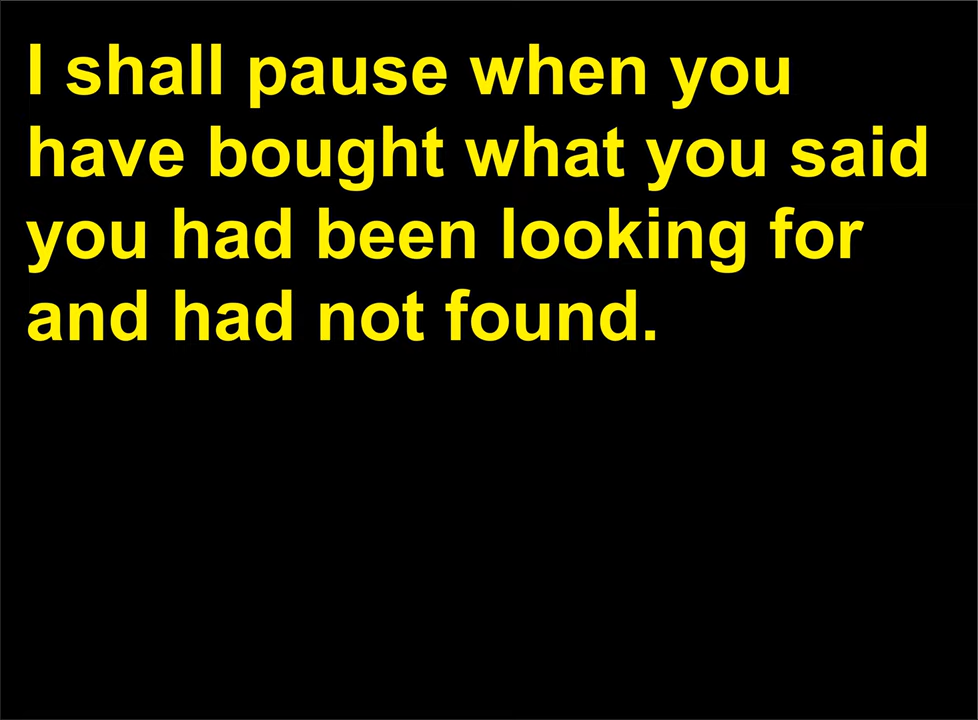 I shall pause when you
have bought what you said
you had been looking for
and had not found.